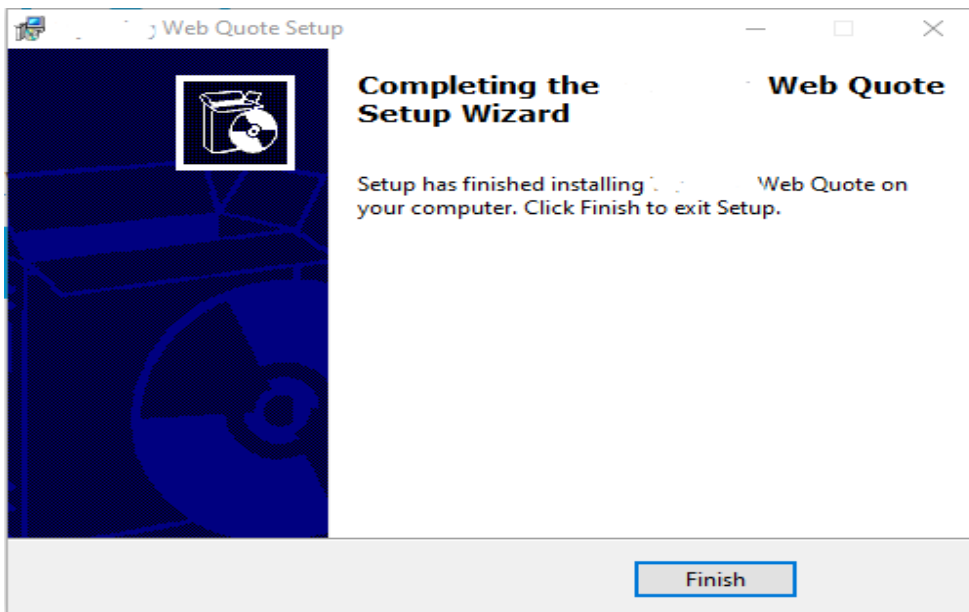 Web Quote Setup
Completing the Web Quote
Setup Wizard
Setup has finished installing Web Quote on
your computer. Click Finish to exit Setup.
Finish